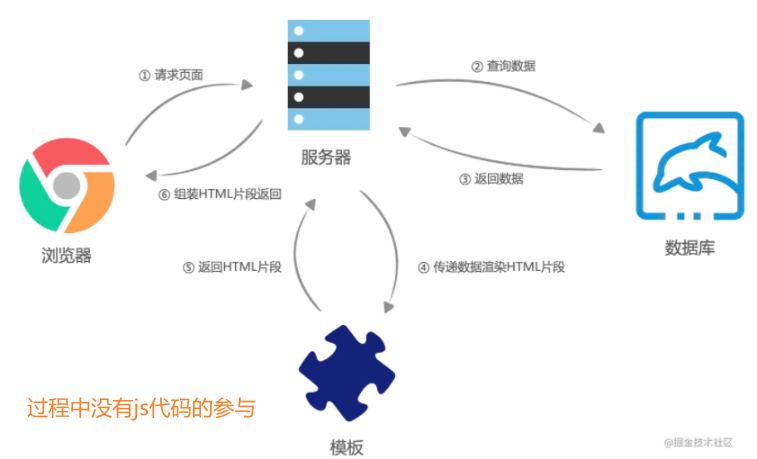 ① 请求页面
② 查询数据
服务器
③ 返回数据
⑥ 组装HTML片段返回
浏览器
数据库
⑤ 返回HTML片段
④ 传递数据渲染HTML片段
过程中没有js代码的参与
模板
@掘金技术社区